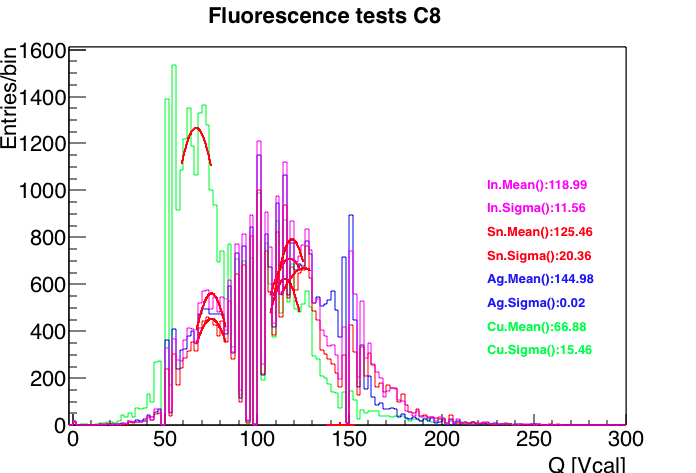 Fluorescence tests C8
Entries/bin
1600
1400
1200
1000
800
600
400
200
0
In.Mean():118.99
In.Sigma():11.56
Sn.Mean():125.46
Sn.Sigma():20.36
Ag.Mean():144.98
Ag.Sigma():0.02
Cu.Mean():66.88
Cu.Sigma():15.46
0 50 100 150 200 250 300
Q [Vcal]